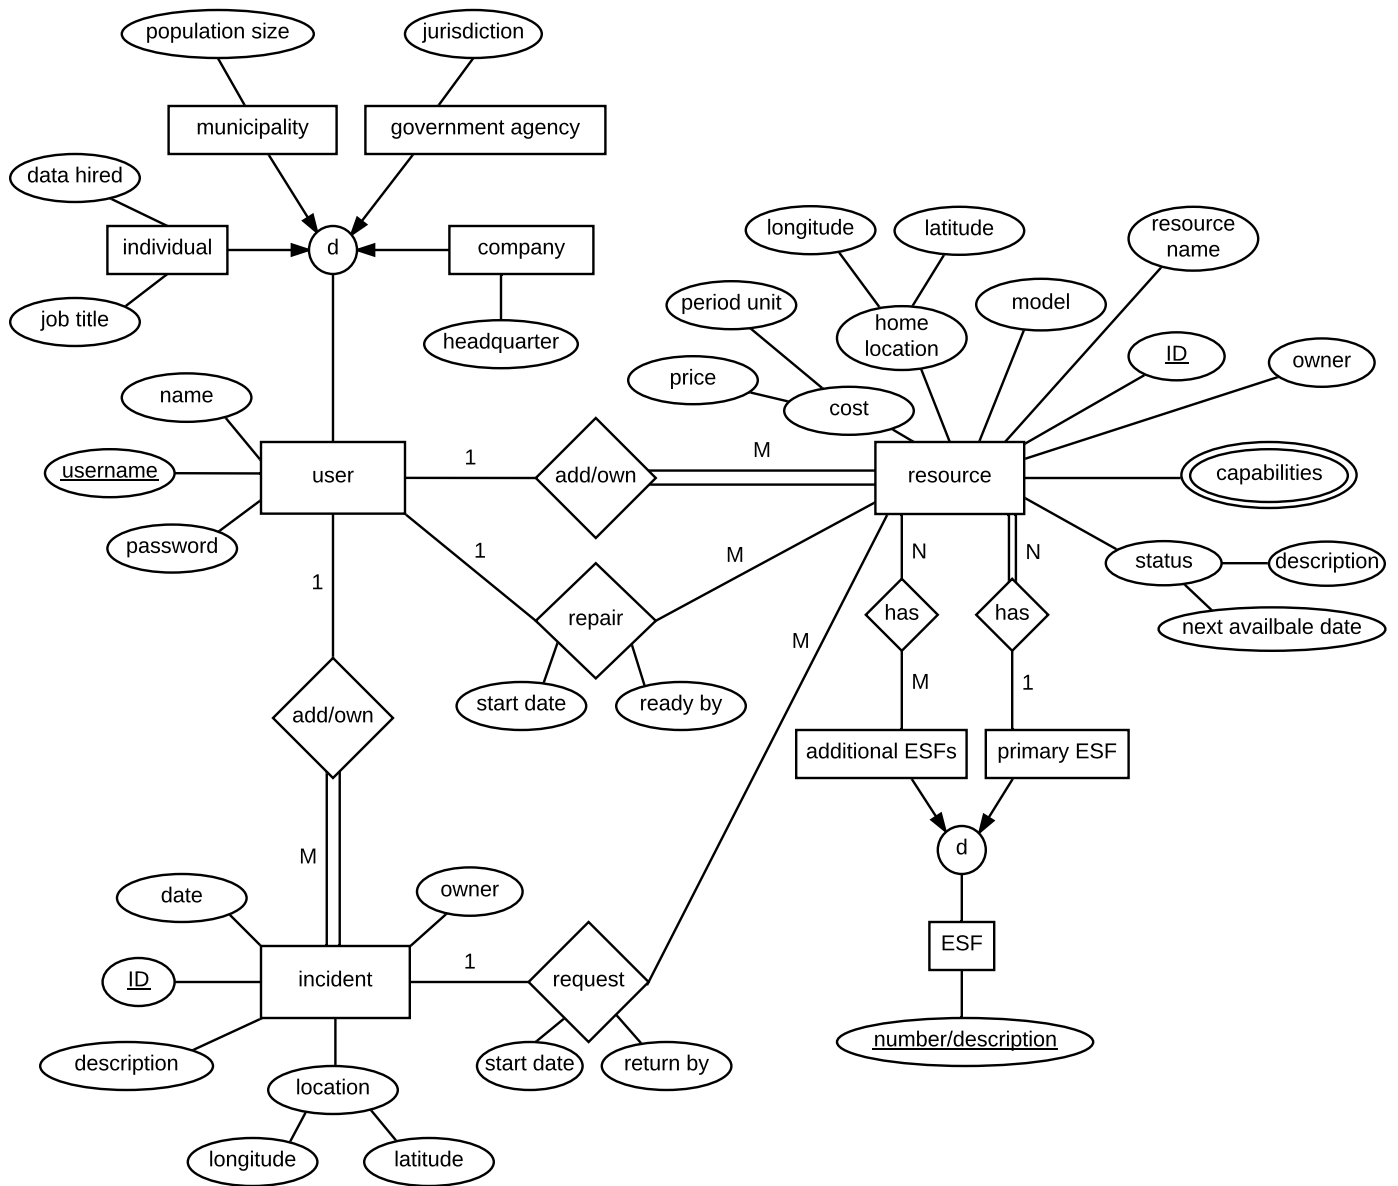 population size
jurisdiction
municipality
government agency
data hired
individual
d
company
job title
headquarter
longitude
latitude
resource
name
period unit
home
location
model
price
cost
ID
owner
name
username
password
user
1
add/own
M
resource
capabilities
1
M
repair
start date
ready by
N
has
M
additional ESFs
N
has
1
primary ESF
status
description
next availbale date
1
add/own
M
M
d
ESF
number/description
date
owner
ID
incident
1
request
description
start date
return by
location
longitude
latitude